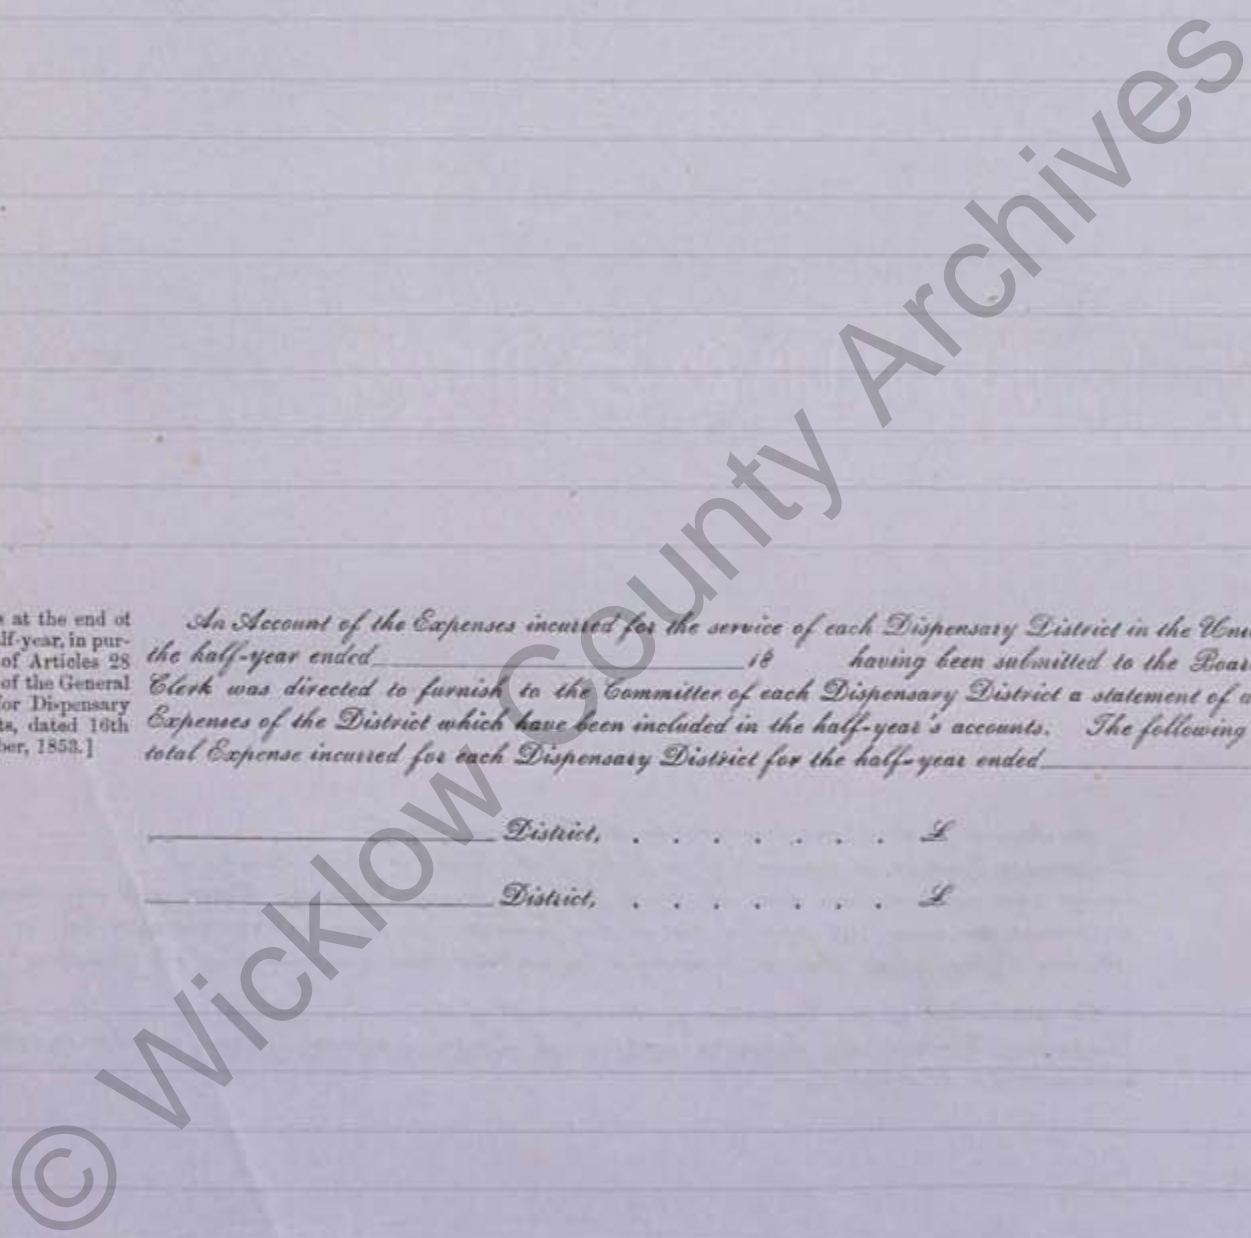 s at the end of
lf-year, in pur-
of Articles 28
of the General
for Dispensary
ts, dated 16th
ber, 1853.]
An Account of the Expenses incurred for the service of each Dispensary District in the Uni
the half-year ended 18 having been submitted to the Boar
Clerk was directed to furnish to the Committee of each Dispensary District a statement of a
Expenses of the District which have been included in the half-year's accounts. The following
total Expense incurred for each Dispensary District for the half-year ended
District, . . . . . . . £
District, . . . . . . . £
© Wicklow County Archives